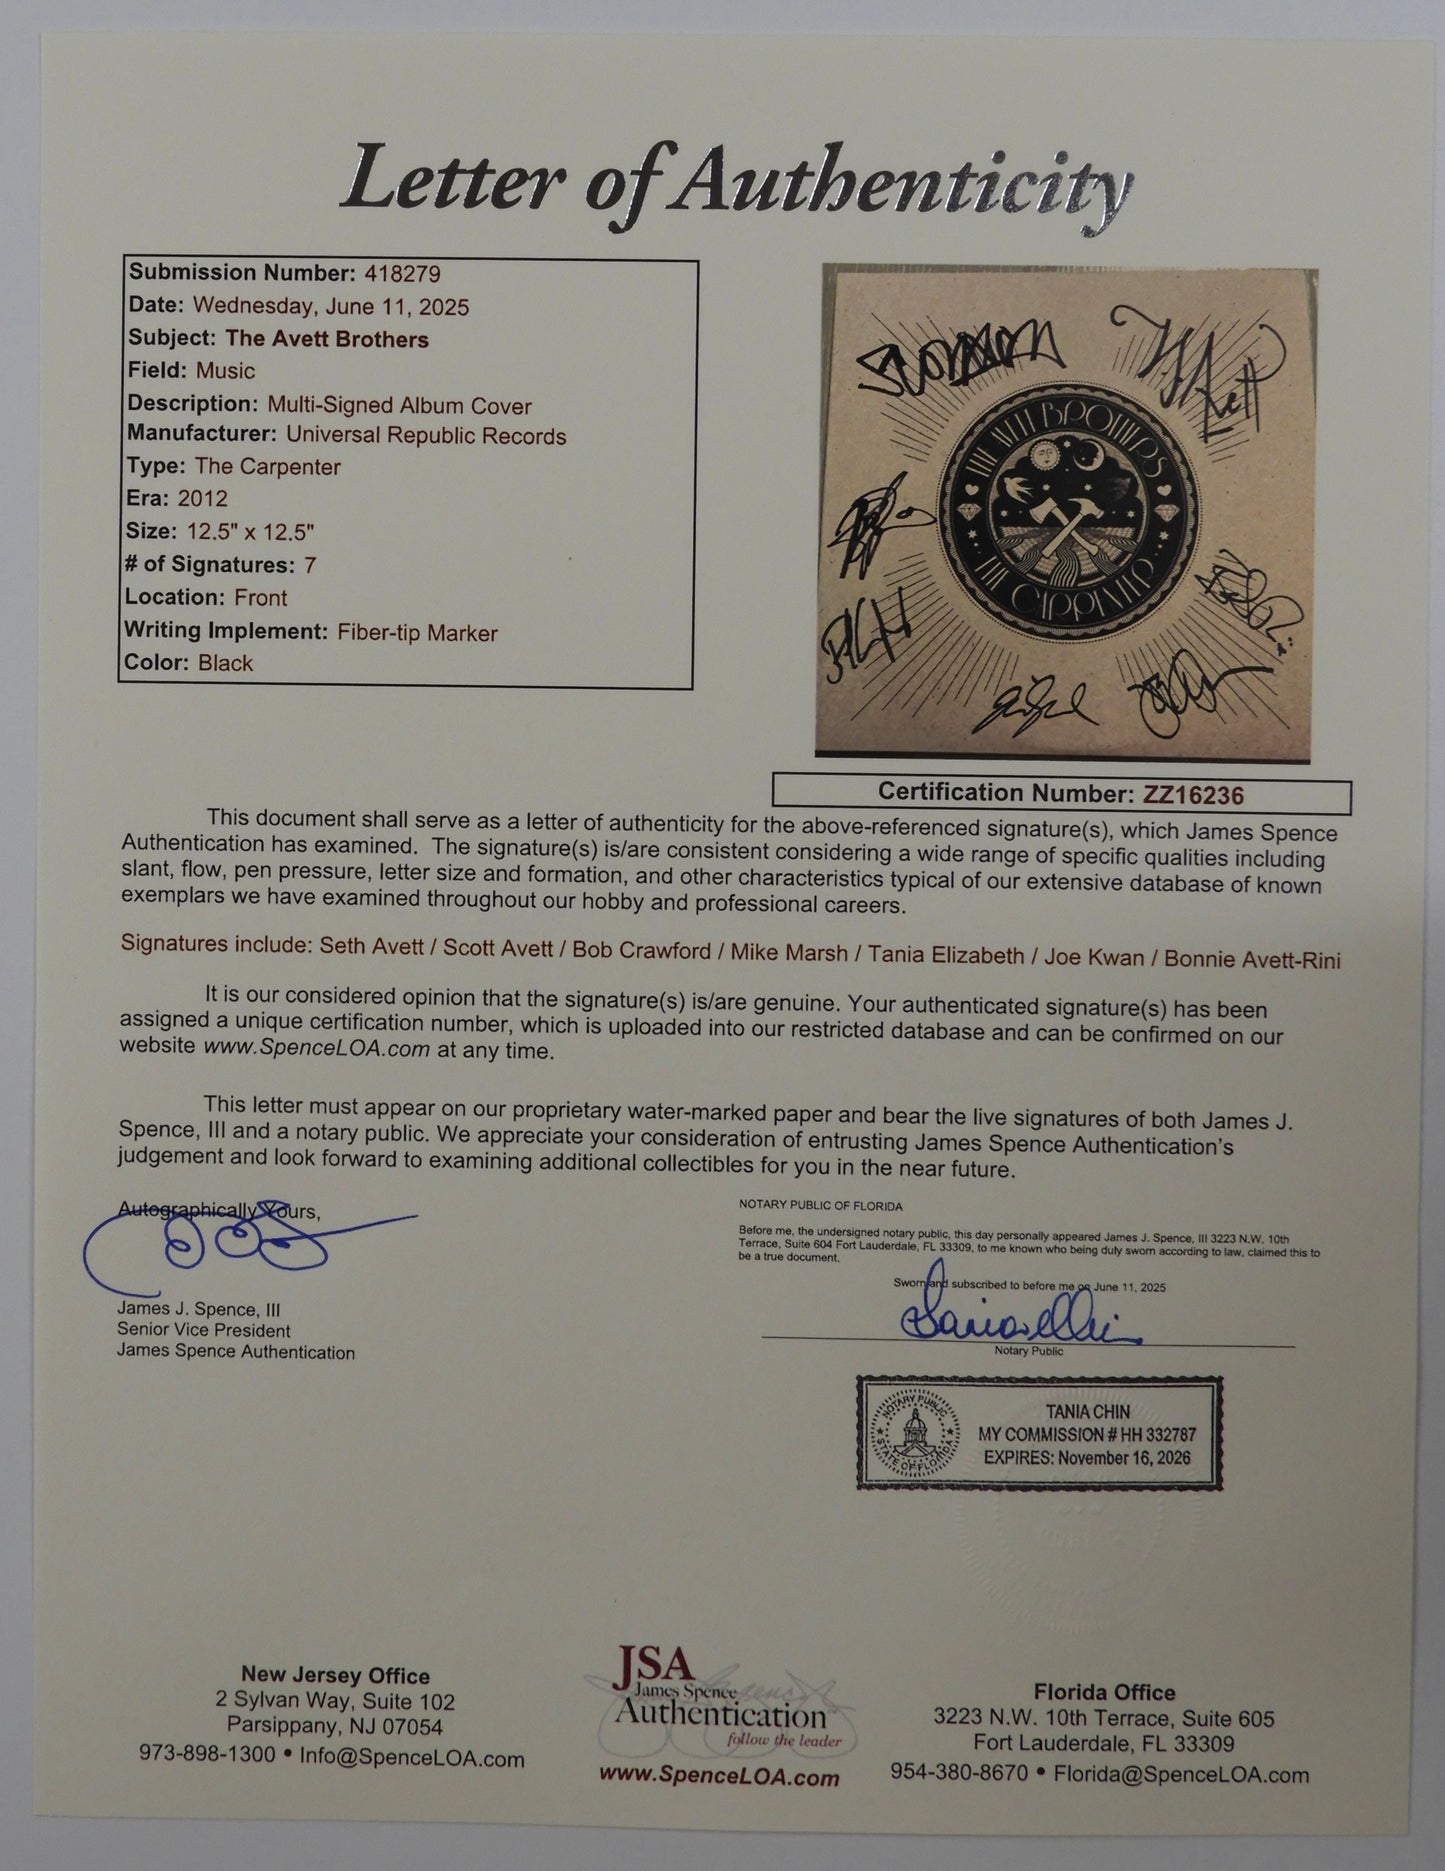 Letter of Authenticity
Submission Number: 418279
Date: Wednesday, June 11, 2025
Subject: The Avett Brothers
Field: Music
Description: Multi-Signed Album Cover
Manufacturer: Universal Republic Records
Type: The Carpenter
Era: 2012
Size: 12.5" x 12.5"
# of Signatures: 7
Location: Front
Writing Implement: Fiber-tip Marker
Color: Black
THE AVETT BROTHERS
THE CARPENTER
Certification Number: ZZ16236
This document shall serve as a letter of authenticity for the above-referenced signature(s), which James Spence
Authentication has examined. The signature(s) is/are consistent considering a wide range of specific qualities including
slant, flow, pen pressure, letter size and formation, and other characteristics typical of our extensive database of known
exemplars we have examined throughout our hobby and professional careers.
Signatures include: Seth Avett / Scott Avett / Bob Crawford / Mike Marsh / Tania Elizabeth / Joe Kwan / Bonnie Avett-Rini
It is our considered opinion that the signature(s) is/are genuine. Your authenticated signature(s) has been
assigned a unique certification number, which is uploaded into our restricted database and can be confirmed on our
website www.SpenceLOA.com at any time.
This letter must appear on our proprietary water-marked paper and bear the live signatures of both James J.
Spence, III and a notary public. We appreciate your consideration of entrusting James Spence Authentication's
judgement and look forward to examining additional collectibles for you in the near future.
Autographically Yours,
James J. Spence, III
Senior Vice President
James Spence Authentication
NOTARY PUBLIC OF FLORIDA
Before me, the undersigned notary public, this day personally appeared James J. Spence, III 3223 N.W. 10th
Terrace, Suite 604 Fort Lauderdale, FL 33309, to me known who being duly sworn according to law, claimed this to
be a true document.
Sworn and subscribed to before me on June 11, 2025
Notary Public
NOTARY PUBLIC
STATE OF FLORIDA
TANIA CHIN
MY COMMISSION # HH 332787
EXPIRES: November 16, 2026
New Jersey Office
2 Sylvan Way, Suite 102
Parsippany, NJ 07054
973-898-1300 • Info@SpenceLOA.com
JSA
James Spence
Authentication
follow the leader
www.SpenceLOA.com
Florida Office
3223 N.W. 10th Terrace, Suite 605
Fort Lauderdale, FL 33309
954-380-8670 • Florida@SpenceLOA.com